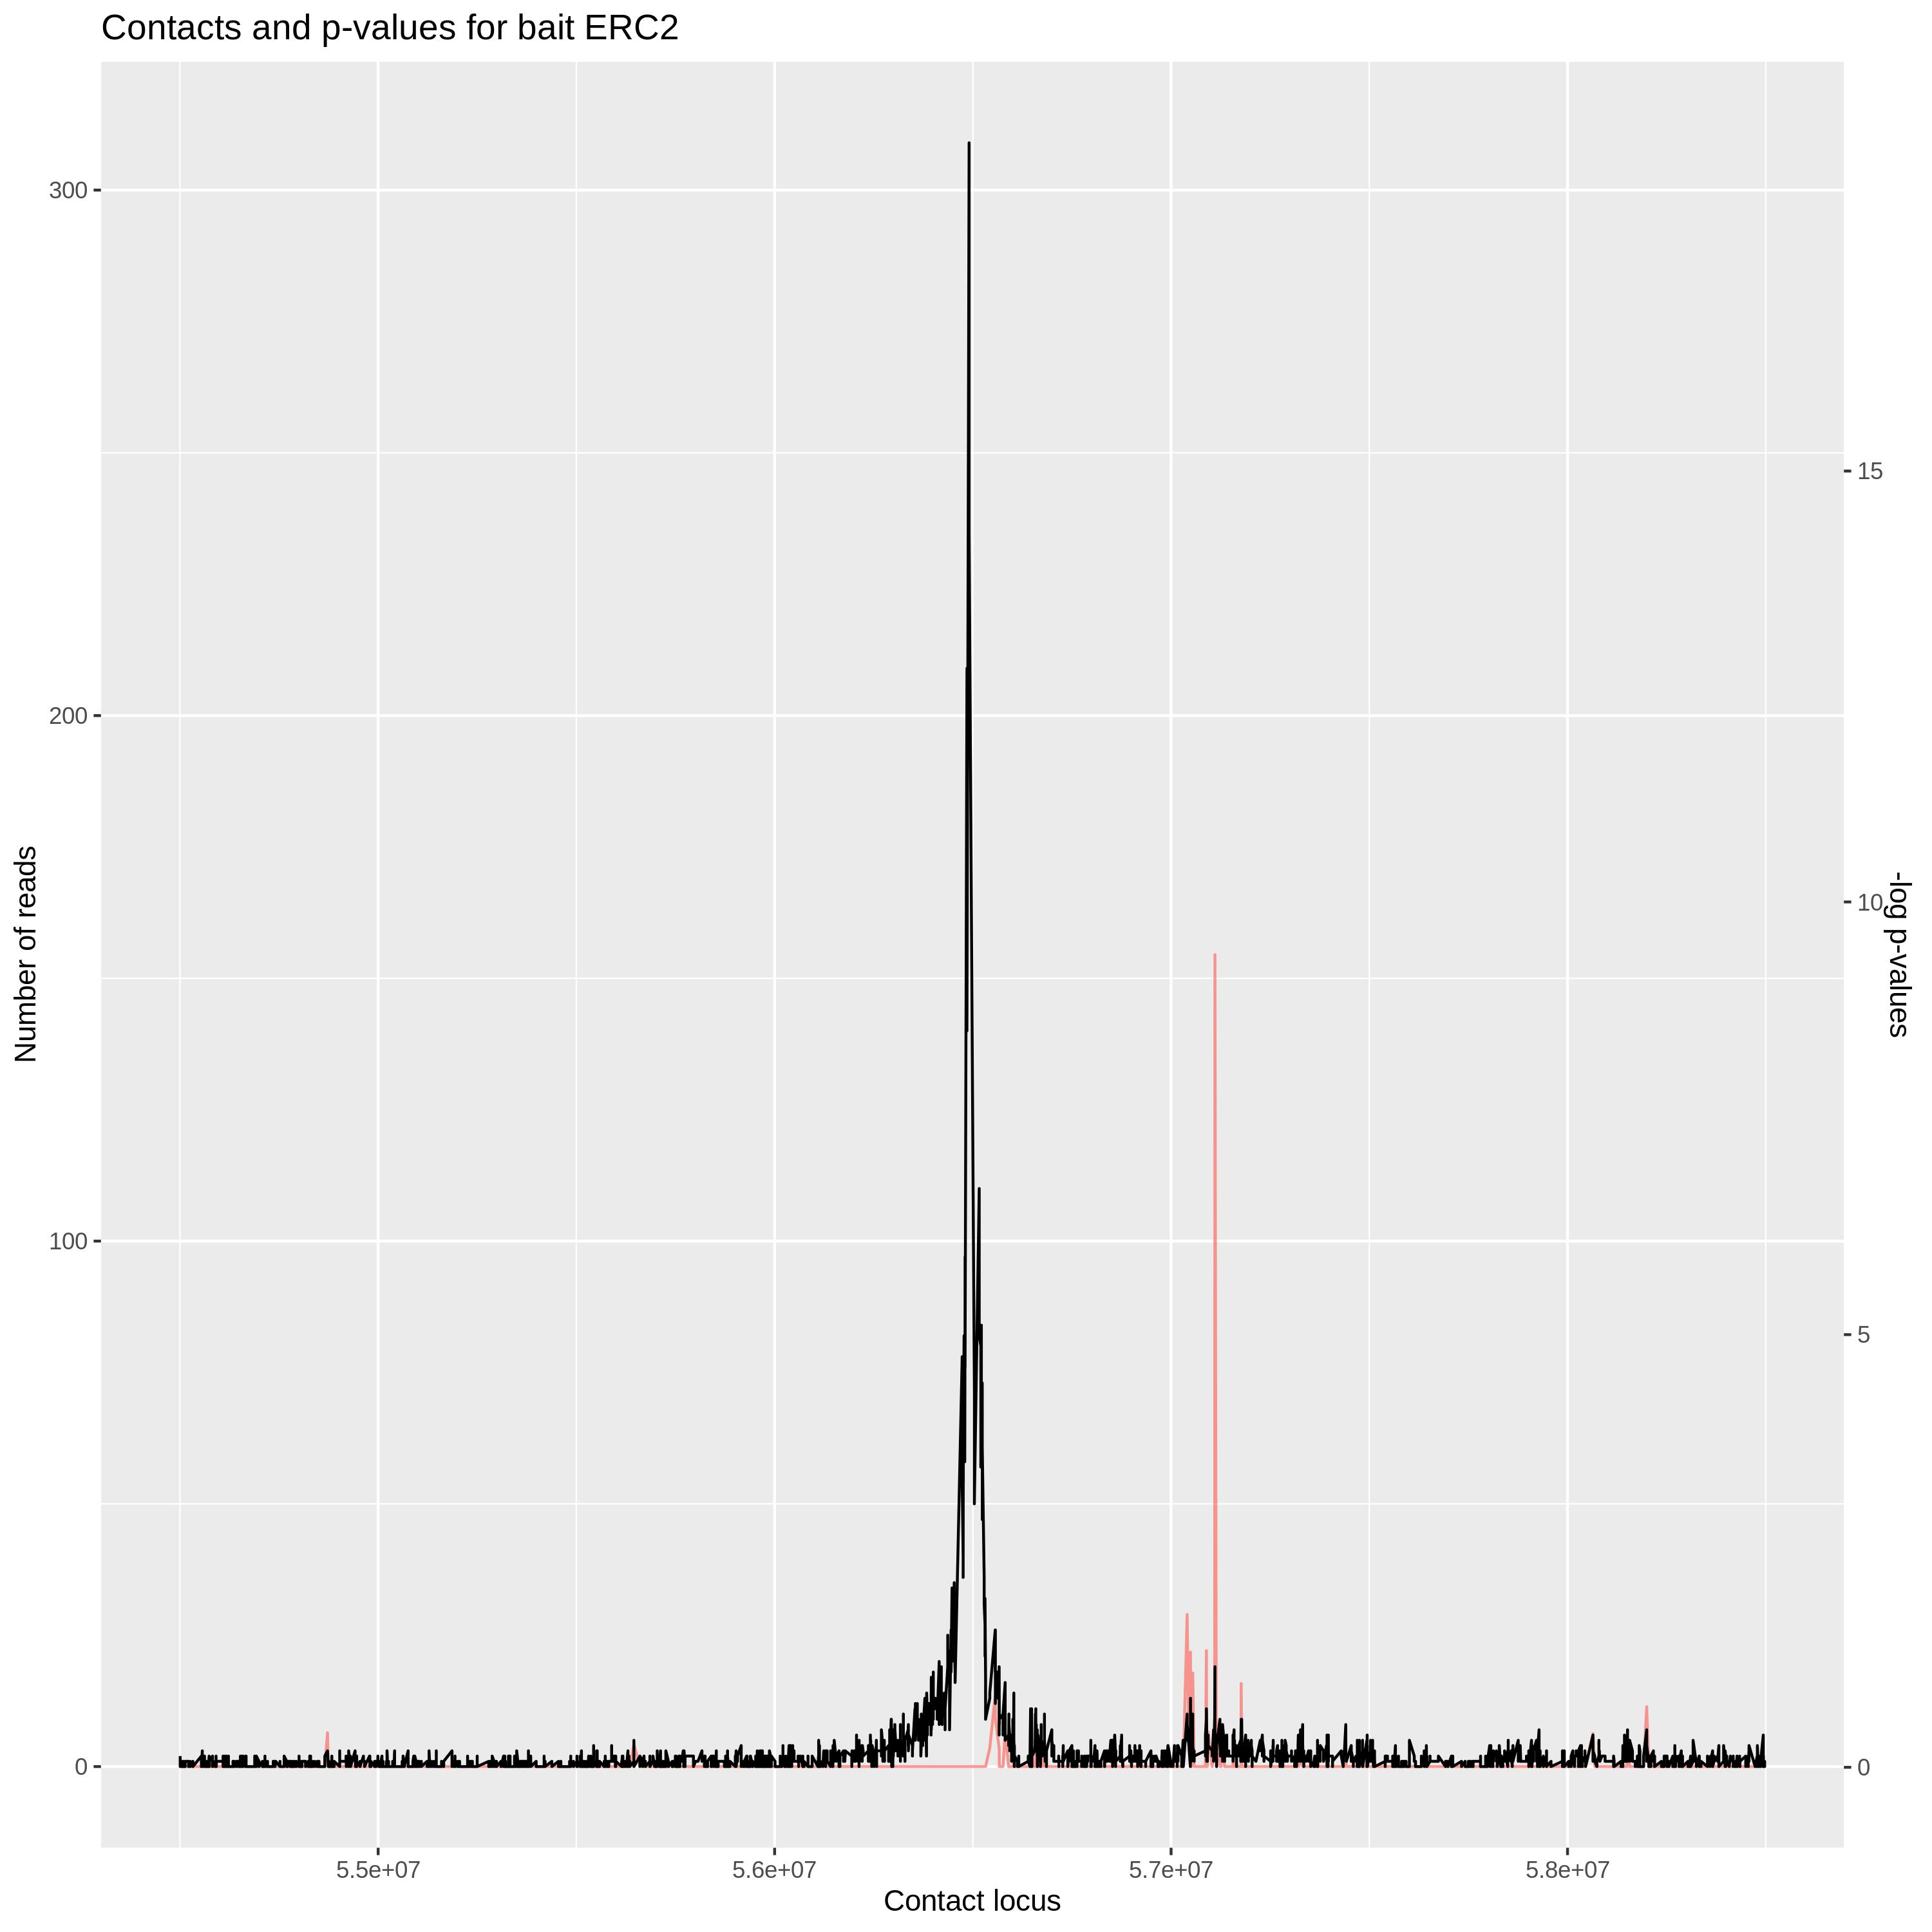 Contacts and p-values for bait ERC2
Number of reads
300
200
100
0
15
10
5
0
-log p-values
5.5e+07
5.6e+07
5.7e+07
5.8e+07
Contact locus